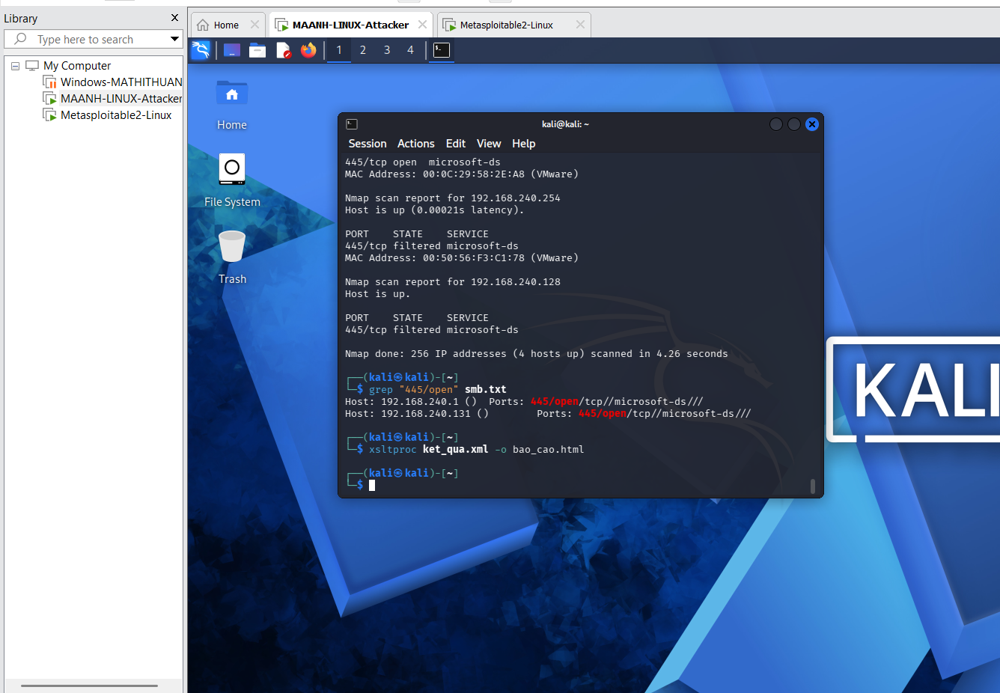 Library
Type here to search
My Computer
Windows-MATHITHUAN
MAANH-LINUX-Attacker
Metasploitable2-Linux
Home
MAANH-LINUX-Attacker
Metasploitable2-Linux
1 2 3 4
Home
File System
Trash
kali@kali: ~
Session Actions Edit View Help
445/tcp open  microsoft-ds
MAC Address: 00:0C:29:58:2E:A8 (VMware)
Nmap scan report for 192.168.240.254
Host is up (0.00021s latency).
PORT    STATE    SERVICE
445/tcp filtered microsoft-ds
MAC Address: 00:50:56:F3:C1:78 (VMware)
Nmap scan report for 192.168.240.128
Host is up.
PORT    STATE    SERVICE
445/tcp filtered microsoft-ds
Nmap done: 256 IP addresses (4 hosts up) scanned in 4.26 seconds
┌──(kali㉿kali)-[~]
└─$ grep "445/open" smb.txt
Host: 192.168.240.1 ()  Ports: 445/open/tcp//microsoft-ds///
Host: 192.168.240.131 ()        Ports: 445/open/tcp//microsoft-ds///
┌──(kali㉿kali)-[~]
└─$ xsltproc ket_qua.xml -o bao_cao.html
┌──(kali㉿kali)-[~]
└─$
KALI